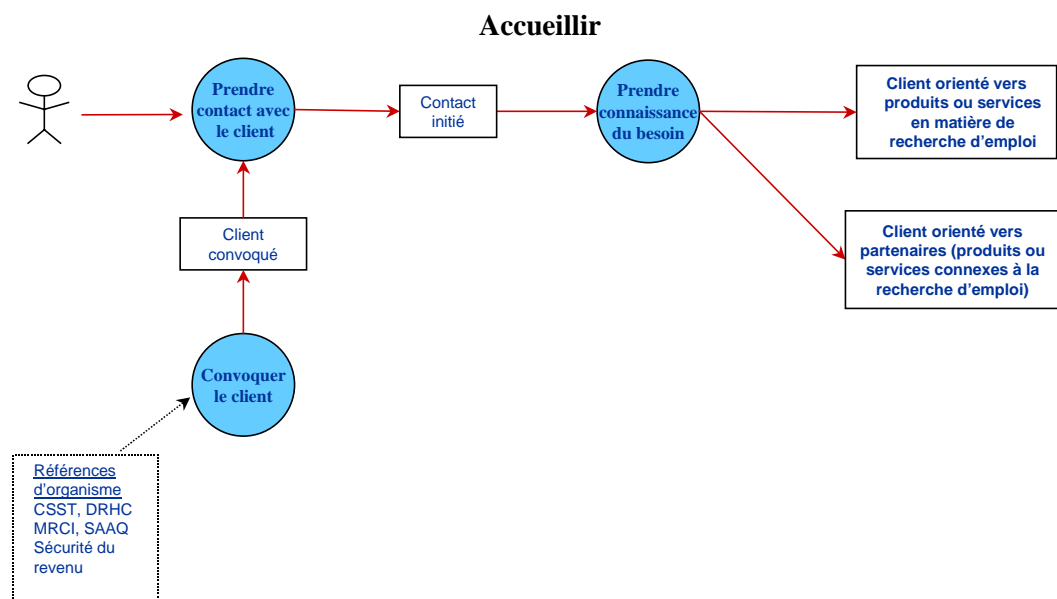 Accueillir
Prendre
contact avec
le client
Contact
initié
Prendre
connaissance
du besoin
Client orienté vers
produits ou services
en matière de
recherche d’emploi
Client
convoqué
Client orienté vers
partenaires (produits ou
services connexes à la
recherche d’emploi)
Convoquer
le client
Références
d’organisme
CSST, DRHC
MRCI, SAAQ
Sécurité du
revenu